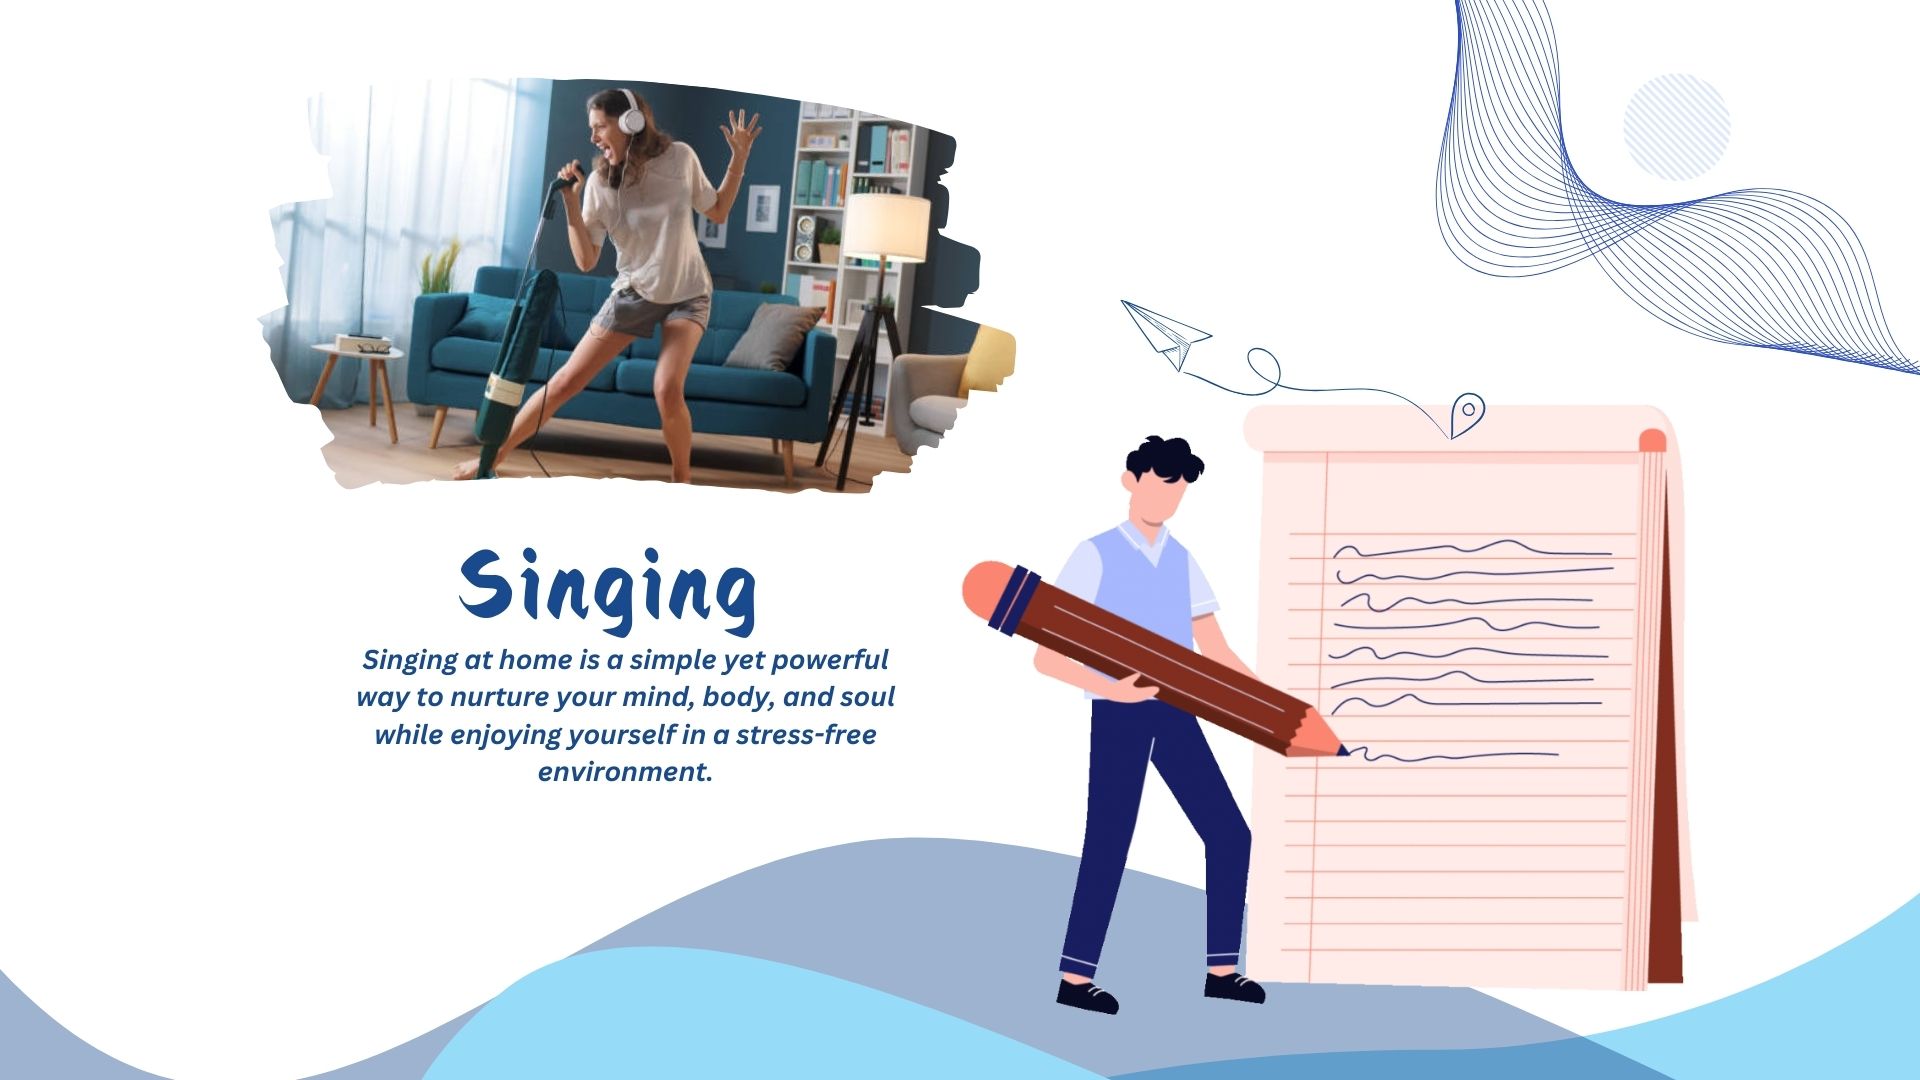 Singing
Singing at home is a simple yet powerful
way to nurture your mind, body, and soul
while enjoying yourself in a stress-free
environment.